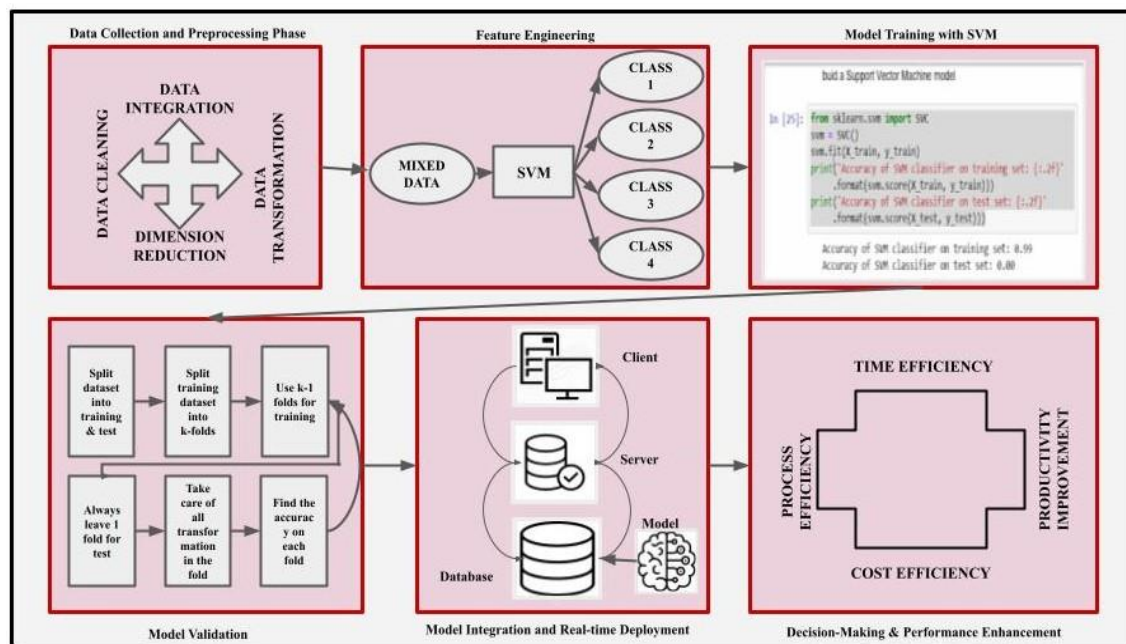 Data Collection and Preprocessing Phase
Feature Engineering
Model Training with SVM
DATA
INTEGRATION
DATA CLEANING
DATA
TRANSFORMATION
DIMENSION
REDUCTION
MIXED
DATA
SVM
CLASS
1
CLASS
2
CLASS
3
CLASS
4
buid a Support Vector Machine model
In [25]:
from sklearn.svm import SVC
svm = SVC()
svm.fit(X_train, y_train)
print('Accuracy of SVM classifier on training set: {:.2f}'
.format(svm.score(X_train, y_train)))
print('Accuracy of SVM classifier on test set: {:.2f}'
.format(svm.score(X_test, y_test)))
Accuracy of SVM classifier on training set: 0.99
Accuracy of SVM classifier on test set: 0.00
Split
dataset
into
training
& test
Split
training
dataset
into
k-folds
Use k-1
folds for
training
Always
leave 1
fold for
test
Take care of
all
transfor
mation
in the
fold
Find the
accurac
y on
each
fold
Client
Server
Model
Database
TIME EFFICIENCY
PROCESS
EFFICIENCY
PRODUCTIVITY
IMPROVEMENT
COST EFFICIENCY
Model Validation
Model Integration and Real-time Deployment
Decision-Making & Performance Enhancement